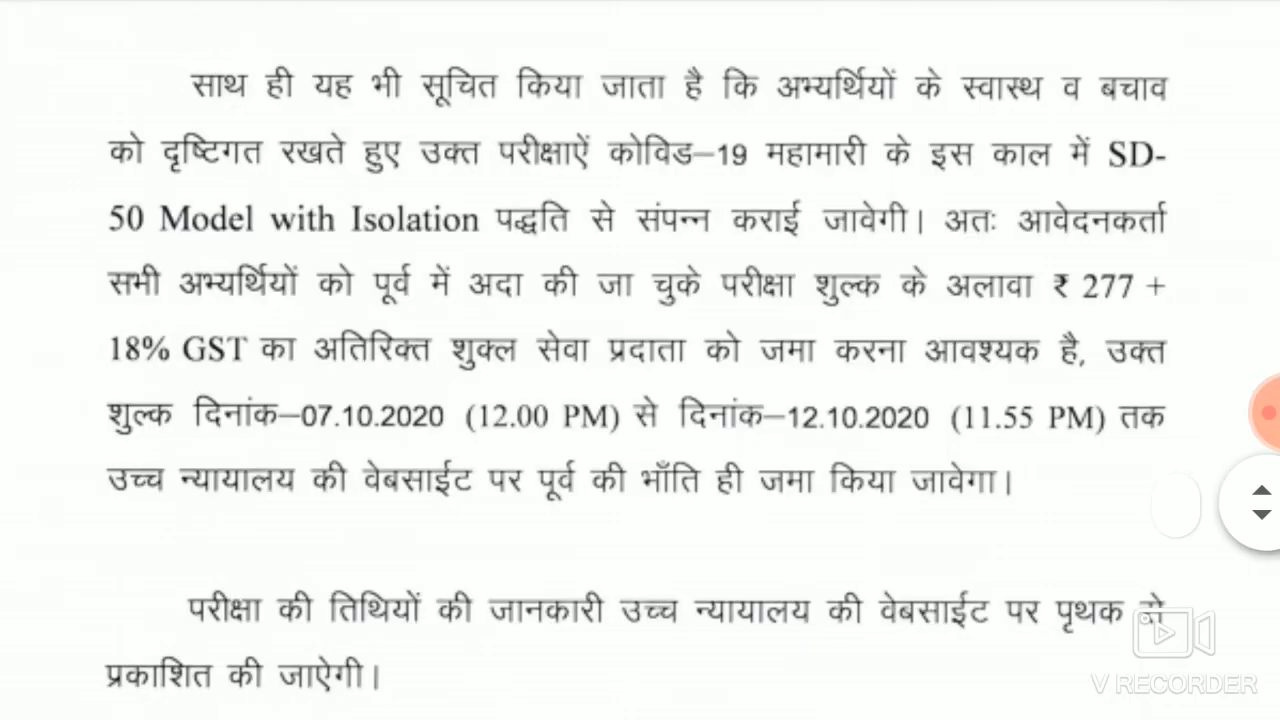 साथ ही यह भी सूचित किया जाता है कि अभ्यर्थियों के स्वास्थ व बचाव
को दृष्टिगत रखते हुए उक्त परीक्षाऐं कोविड–19 महामारी के इस काल में SD-
50 Model with Isolation पद्धति से संपन्न कराई जावेगी। अतः आवेदनकर्ता
सभी अभ्यर्थियों को पूर्व में अदा की जा चुके परीक्षा शुल्क के अलावा ₹ 277 +
18% GST का अतिरिक्त शुक्ल सेवा प्रदाता को जमा करना आवश्यक है, उक्त
शुल्क दिनांक–07.10.2020 (12.00 PM) से दिनांक–12.10.2020 (11.55 PM) तक
उच्च न्यायालय की वेबसाईट पर पूर्व की भाँति ही जमा किया जावेगा।
परीक्षा की तिथियों की जानकारी उच्च न्यायालय की वेबसाईट पर पृथक से
प्रकाशित की जाऐगी।
V RECORDER